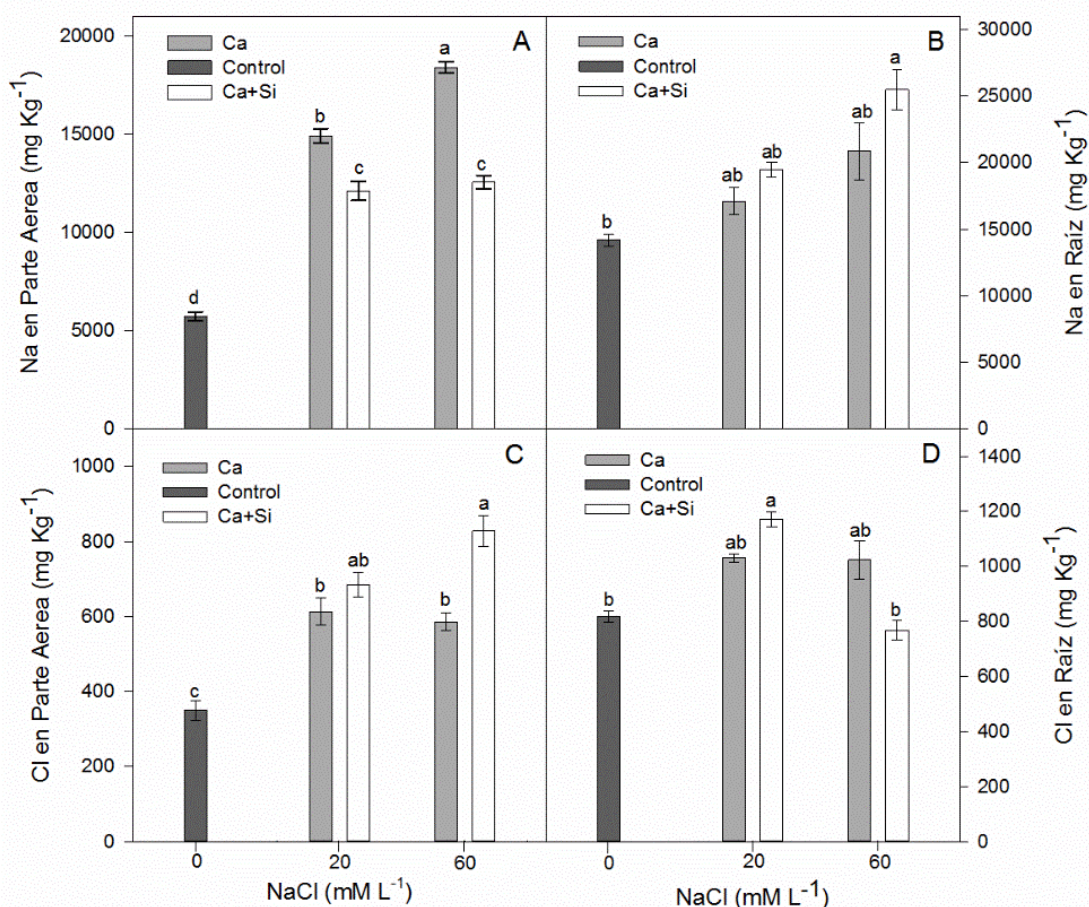 A
Ca
Control
Ca+Si
Na en Parte Aerea (mg Kg⁻¹)
20000
15000
10000
5000
0
d
b
c
a
c
B
Ca
Control
Ca+Si
Na en Raíz (mg Kg⁻¹)
30000
25000
20000
15000
10000
5000
0
b
ab
ab
ab
a
C
Ca
Control
Ca+Si
Cl en Parte Aerea (mg Kg⁻¹)
1000
800
600
400
200
0
c
b
ab
b
a
0
20
60
NaCl (mM L⁻¹)
D
Ca
Control
Ca+Si
Cl en Raíz (mg Kg⁻¹)
1400
1200
1000
800
600
400
200
0
b
ab
a
ab
b
0
20
60
NaCl (mM L⁻¹)